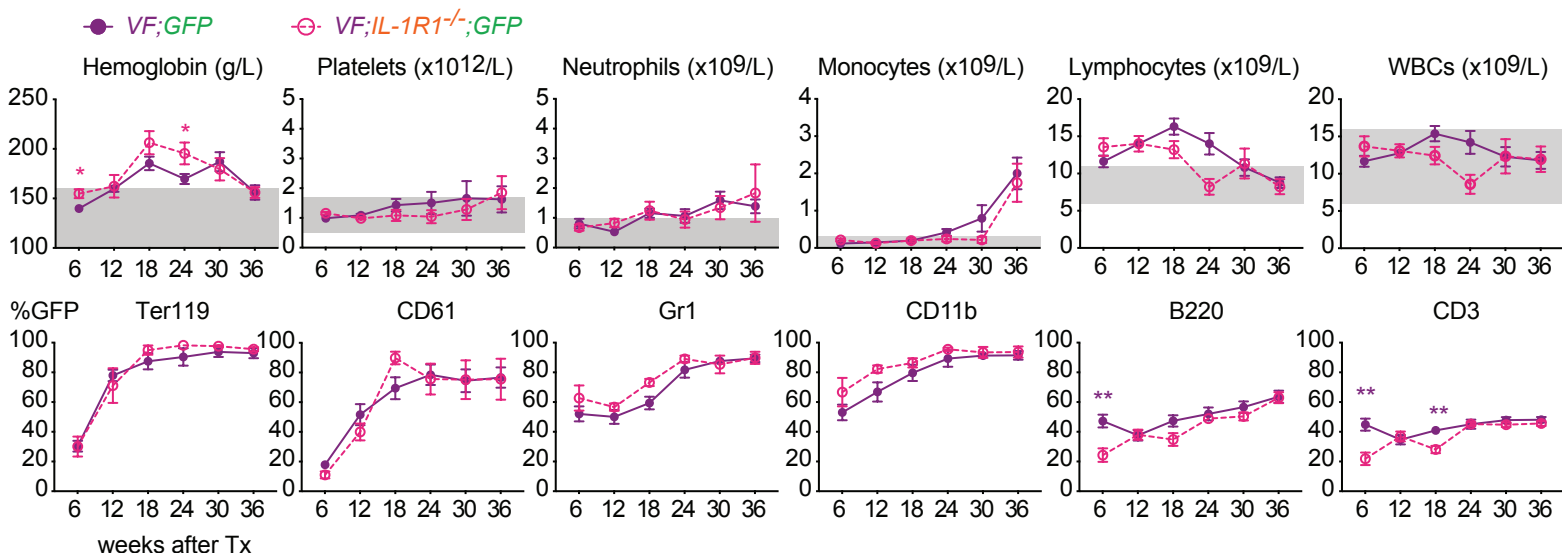 VF;GFP VF;IL-1R1-/-;GFP
Hemoglobin (g/L) Platelets (x1012/L) Neutrophils (x109/L) Monocytes (x109/L) Lymphocytes (x109/L) WBCs (x109/L)
250 5 5 4 20 20
200 4 4 3 15 15
150 3 3 2 10 10
100 2 2 1 5 5
1 1 0 0 0
0 0
* *
6 12 18 24 30 36 6 12 18 24 30 36 6 12 18 24 30 36 6 12 18 24 30 36 6 12 18 24 30 36 6 12 18 24 30 36
%GFP Ter119 CD61 Gr1 CD11b B220 CD3
100 100 100 100 100 100
80 80 80 80 80 80
60 60 60 60 60 60
40 40 40 40 40 40
20 20 20 20 20 20
0 0 0 0 0 0
** ** **
6 12 18 24 30 36 6 12 18 24 30 36 6 12 18 24 30 36 6 12 18 24 30 36 6 12 18 24 30 36 6 12 18 24 30 36
weeks after Tx